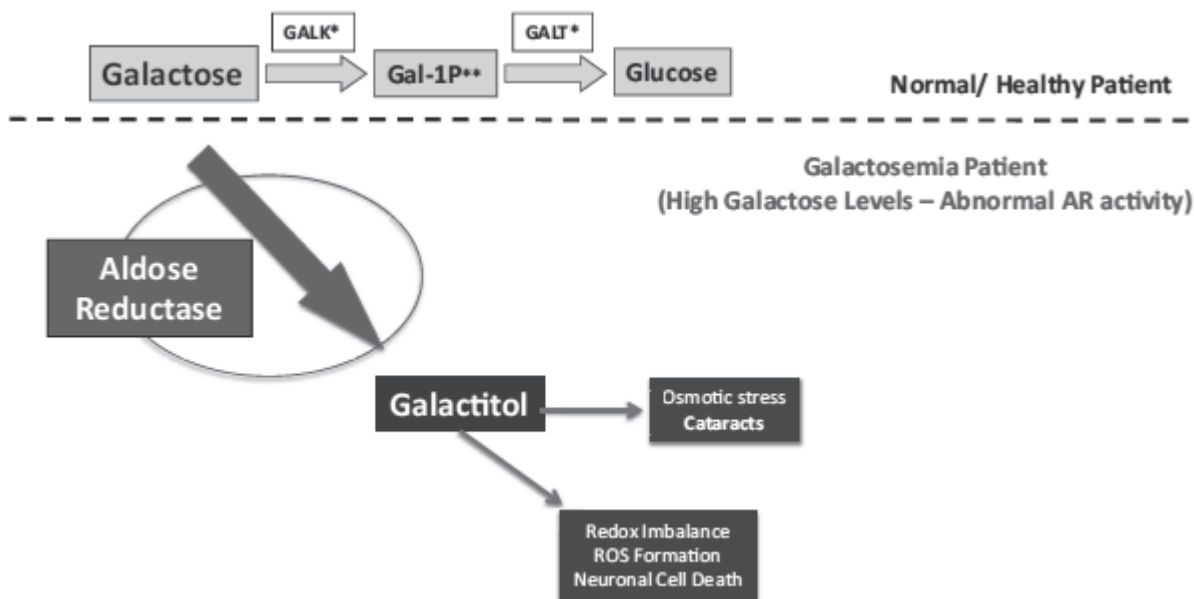 GALK*
GALT*
Galactose
Gal-1P**
Glucose
Normal/ Healthy Patient
Galactosemia Patient
(High Galactose Levels – Abnormal AR activity)
Aldose
Reductase
Galactitol
Osmotic stress
Cataracts
Redox Imbalance
ROS Formation
Neuronal Cell Death